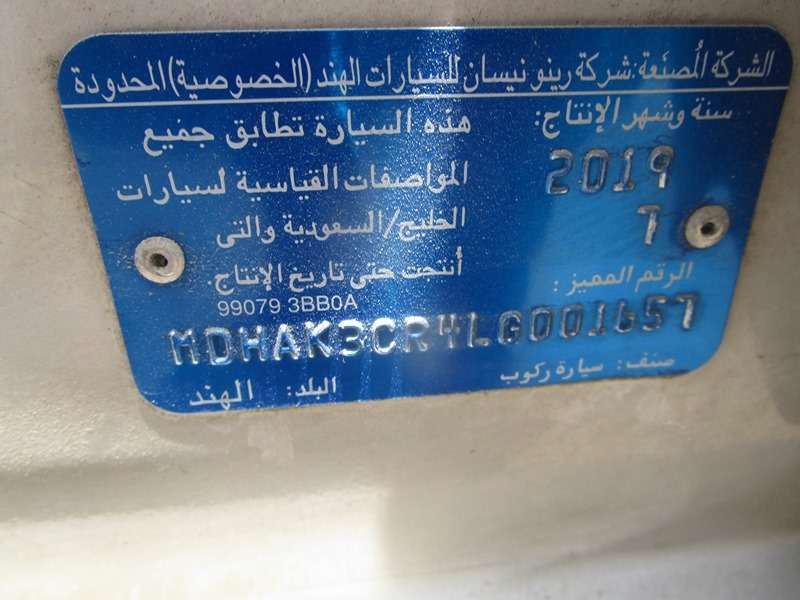 الشركة المُصنَعة: شركة رينو نيسان للسيارات الهند (الخصوصية) المحدودة
سنة وشهر الإنتاج:
2019
7
هذه السيارة تطابق جميع
المواصفات القياسية لسيارات
الخليج/السعودية والتى
أنتجت حتى تاريخ الإنتاج.
99079 3BB0A
الرقم المميز :
MDHAK3CR4LG001657
صنف: سيارة ركوب
البلد: الهند